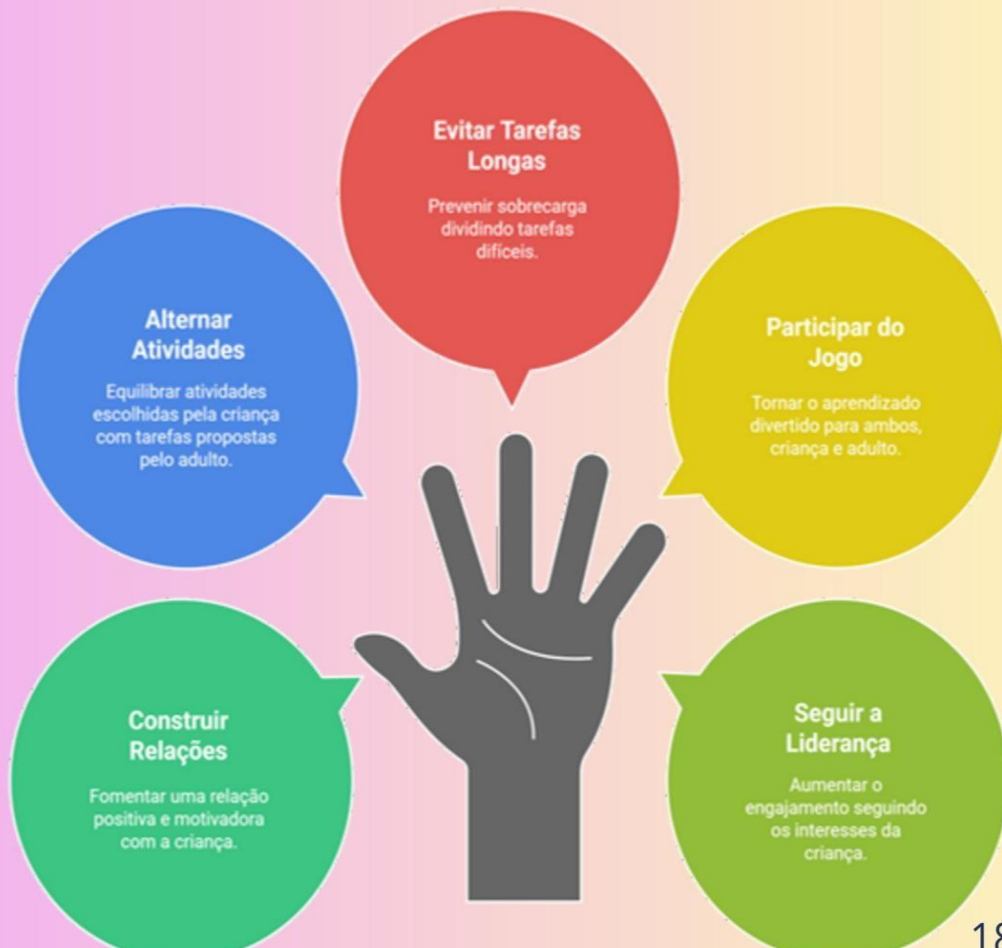 Evitar Tarefas
Longas
Prevenir sobrecarga
dividindo tarefas
difíceis.
Alternar
Atividades
Equilibrar atividades
escolhidas pela criança
com tarefas propostas
pelo adulto.
Participar do
Jogo
Tornar o aprendizado
divertido para ambos,
criança e adulto.
Construir
Relações
Fomentar uma relação
positiva e motivadora
com a criança.
Seguir a
Liderança
Aumentar o
engajamento seguindo
os interesses da
criança.
18